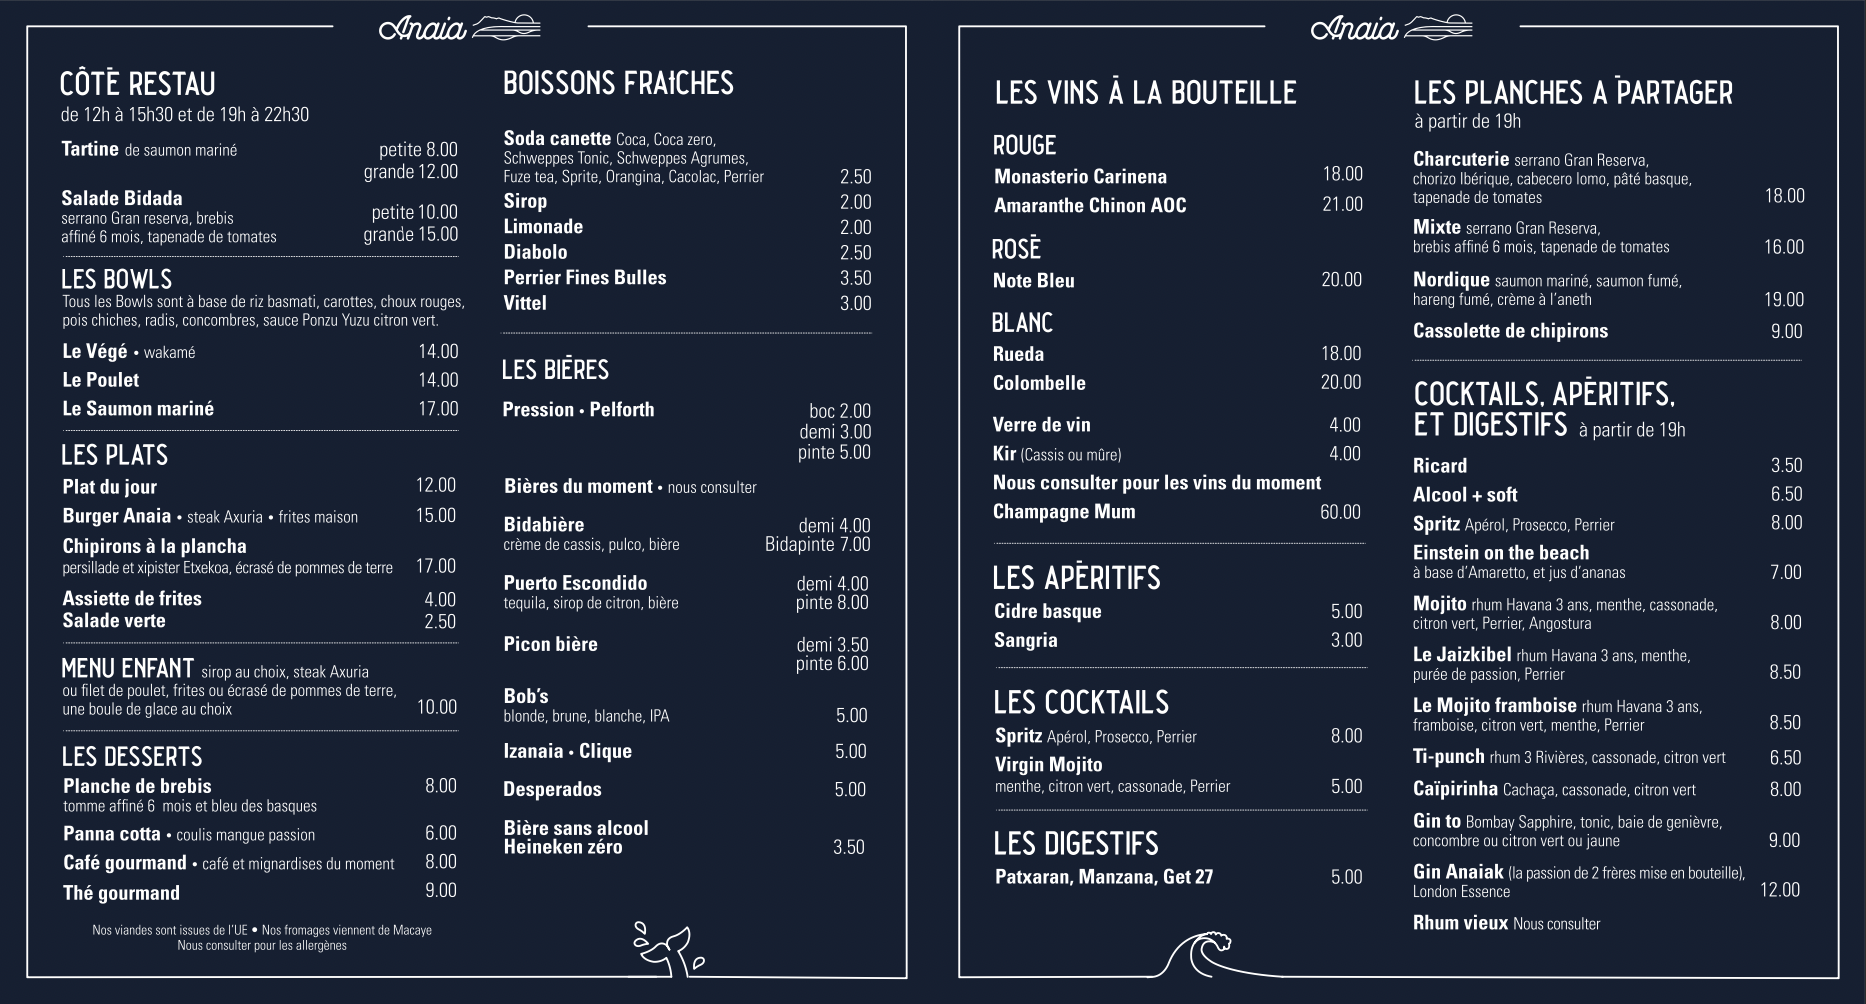 Anaia
CÔTÉ RESTAU
de 12h à 15h30 et de 19h à 22h30
Tartine de saumon mariné petite 8.00
grande 12.00
Salade Bidada
serrano Gran reserva, brebis petite 10.00
affiné 6 mois, tapenade de tomates grande 15.00
LES BOWLS
Tous les Bowls sont à base de riz basmati, carottes, choux rouges,
pois chiches, radis, concombres, sauce Ponzu Yuzu citron vert.
Le Végé • wakamé 14.00
Le Poulet 14.00
Le Saumon mariné 17.00
LES PLATS
Plat du jour 12.00
Burger Anaia • steak Axuria • frites maison 15.00
Chipirons à la plancha
persillade et xipister Etxekoa, écrasé de pommes de terre 17.00
Assiette de frites 4.00
Salade verte 2.50
MENU ENFANT sirop au choix, steak Axuria
ou filet de poulet, frites ou écrasé de pommes de terre,
une boule de glace au choix 10.00
LES DESSERTS
Planche de brebis 8.00
tomme affiné 6 mois et bleu des basques
Panna cotta • coulis mangue passion 6.00
Café gourmand • café et mignardises du moment 8.00
Thé gourmand 9.00
Nos viandes sont issues de l'UE • Nos fromages viennent de Macaye
Nous consulter pour les allergènes
BOISSONS FRAÎCHES
Soda canette Coca, Coca zero,
Schweppes Tonic, Schweppes Agrumes,
Fuze tea, Sprite, Orangina, Cacolac, Perrier 2.50
Sirop 2.00
Limonade 2.00
Diabolo 2.50
Perrier Fines Bulles 3.50
Vittel 3.00
LES BIÈRES
Pression • Pelforth boc 2.00
demi 3.00
pinte 5.00
Bières du moment • nous consulter
Bidabière demi 4.00
crème de cassis, pulco, bière Bidapinte 7.00
Puerto Escondido demi 4.00
tequila, sirop de citron, bière pinte 8.00
Picon bière demi 3.50
pinte 6.00
Bob's
blonde, brune, blanche, IPA 5.00
Izanaia • Clique 5.00
Desperados 5.00
Bière sans alcool
Heineken zéro 3.50
Anaia
LES VINS À LA BOUTEILLE
ROUGE
Monasterio Carinena 18.00
Amaranthe Chinon AOC 21.00
ROSÉ
Note Bleu 20.00
BLANC
Rueda 18.00
Colombelle 20.00
Verre de vin 4.00
Kir (Cassis ou mûre) 4.00
Nous consulter pour les vins du moment
Champagne Mum 60.00
LES APÉRITIFS
Cidre basque 5.00
Sangria 3.00
LES COCKTAILS
Spritz Apérol, Prosecco, Perrier 8.00
Virgin Mojito
menthe, citron vert, cassonade, Perrier 5.00
LES DIGESTIFS
Patxaran, Manzana, Get 27 5.00
LES PLANCHES À PARTAGER
à partir de 19h
Charcuterie serrano Gran Reserva,
chorizo Ibérique, cabecero lomo, pâté basque,
tapenade de tomates 18.00
Mixte serrano Gran Reserva,
brebis affiné 6 mois, tapenade de tomates 16.00
Nordique saumon mariné, saumon fumé,
hareng fumé, crème à l'aneth 19.00
Cassolette de chipirons 9.00
COCKTAILS, APÉRITIFS,
ET DIGESTIFS à partir de 19h
Ricard 3.50
Alcool + soft 6.50
Spritz Apérol, Prosecco, Perrier 8.00
Einstein on the beach
à base d'Amaretto, et jus d'ananas 7.00
Mojito rhum Havana 3 ans, menthe, cassonade,
citron vert, Perrier, Angostura 8.00
Le Jaizkibel rhum Havana 3 ans, menthe,
purée de passion, Perrier 8.50
Le Mojito framboise rhum Havana 3 ans,
framboise, citron vert, menthe, Perrier 8.50
Ti-punch rhum 3 Rivières, cassonade, citron vert 6.50
Caïpirinha Cachaça, cassonade, citron vert 8.00
Gin to Bombay Sapphire, tonic, baie de genièvre,
concombre ou citron vert ou jaune 9.00
Gin Anaiak (la passion de 2 frères mise en bouteille),
London Essence 12.00
Rhum vieux Nous consulter